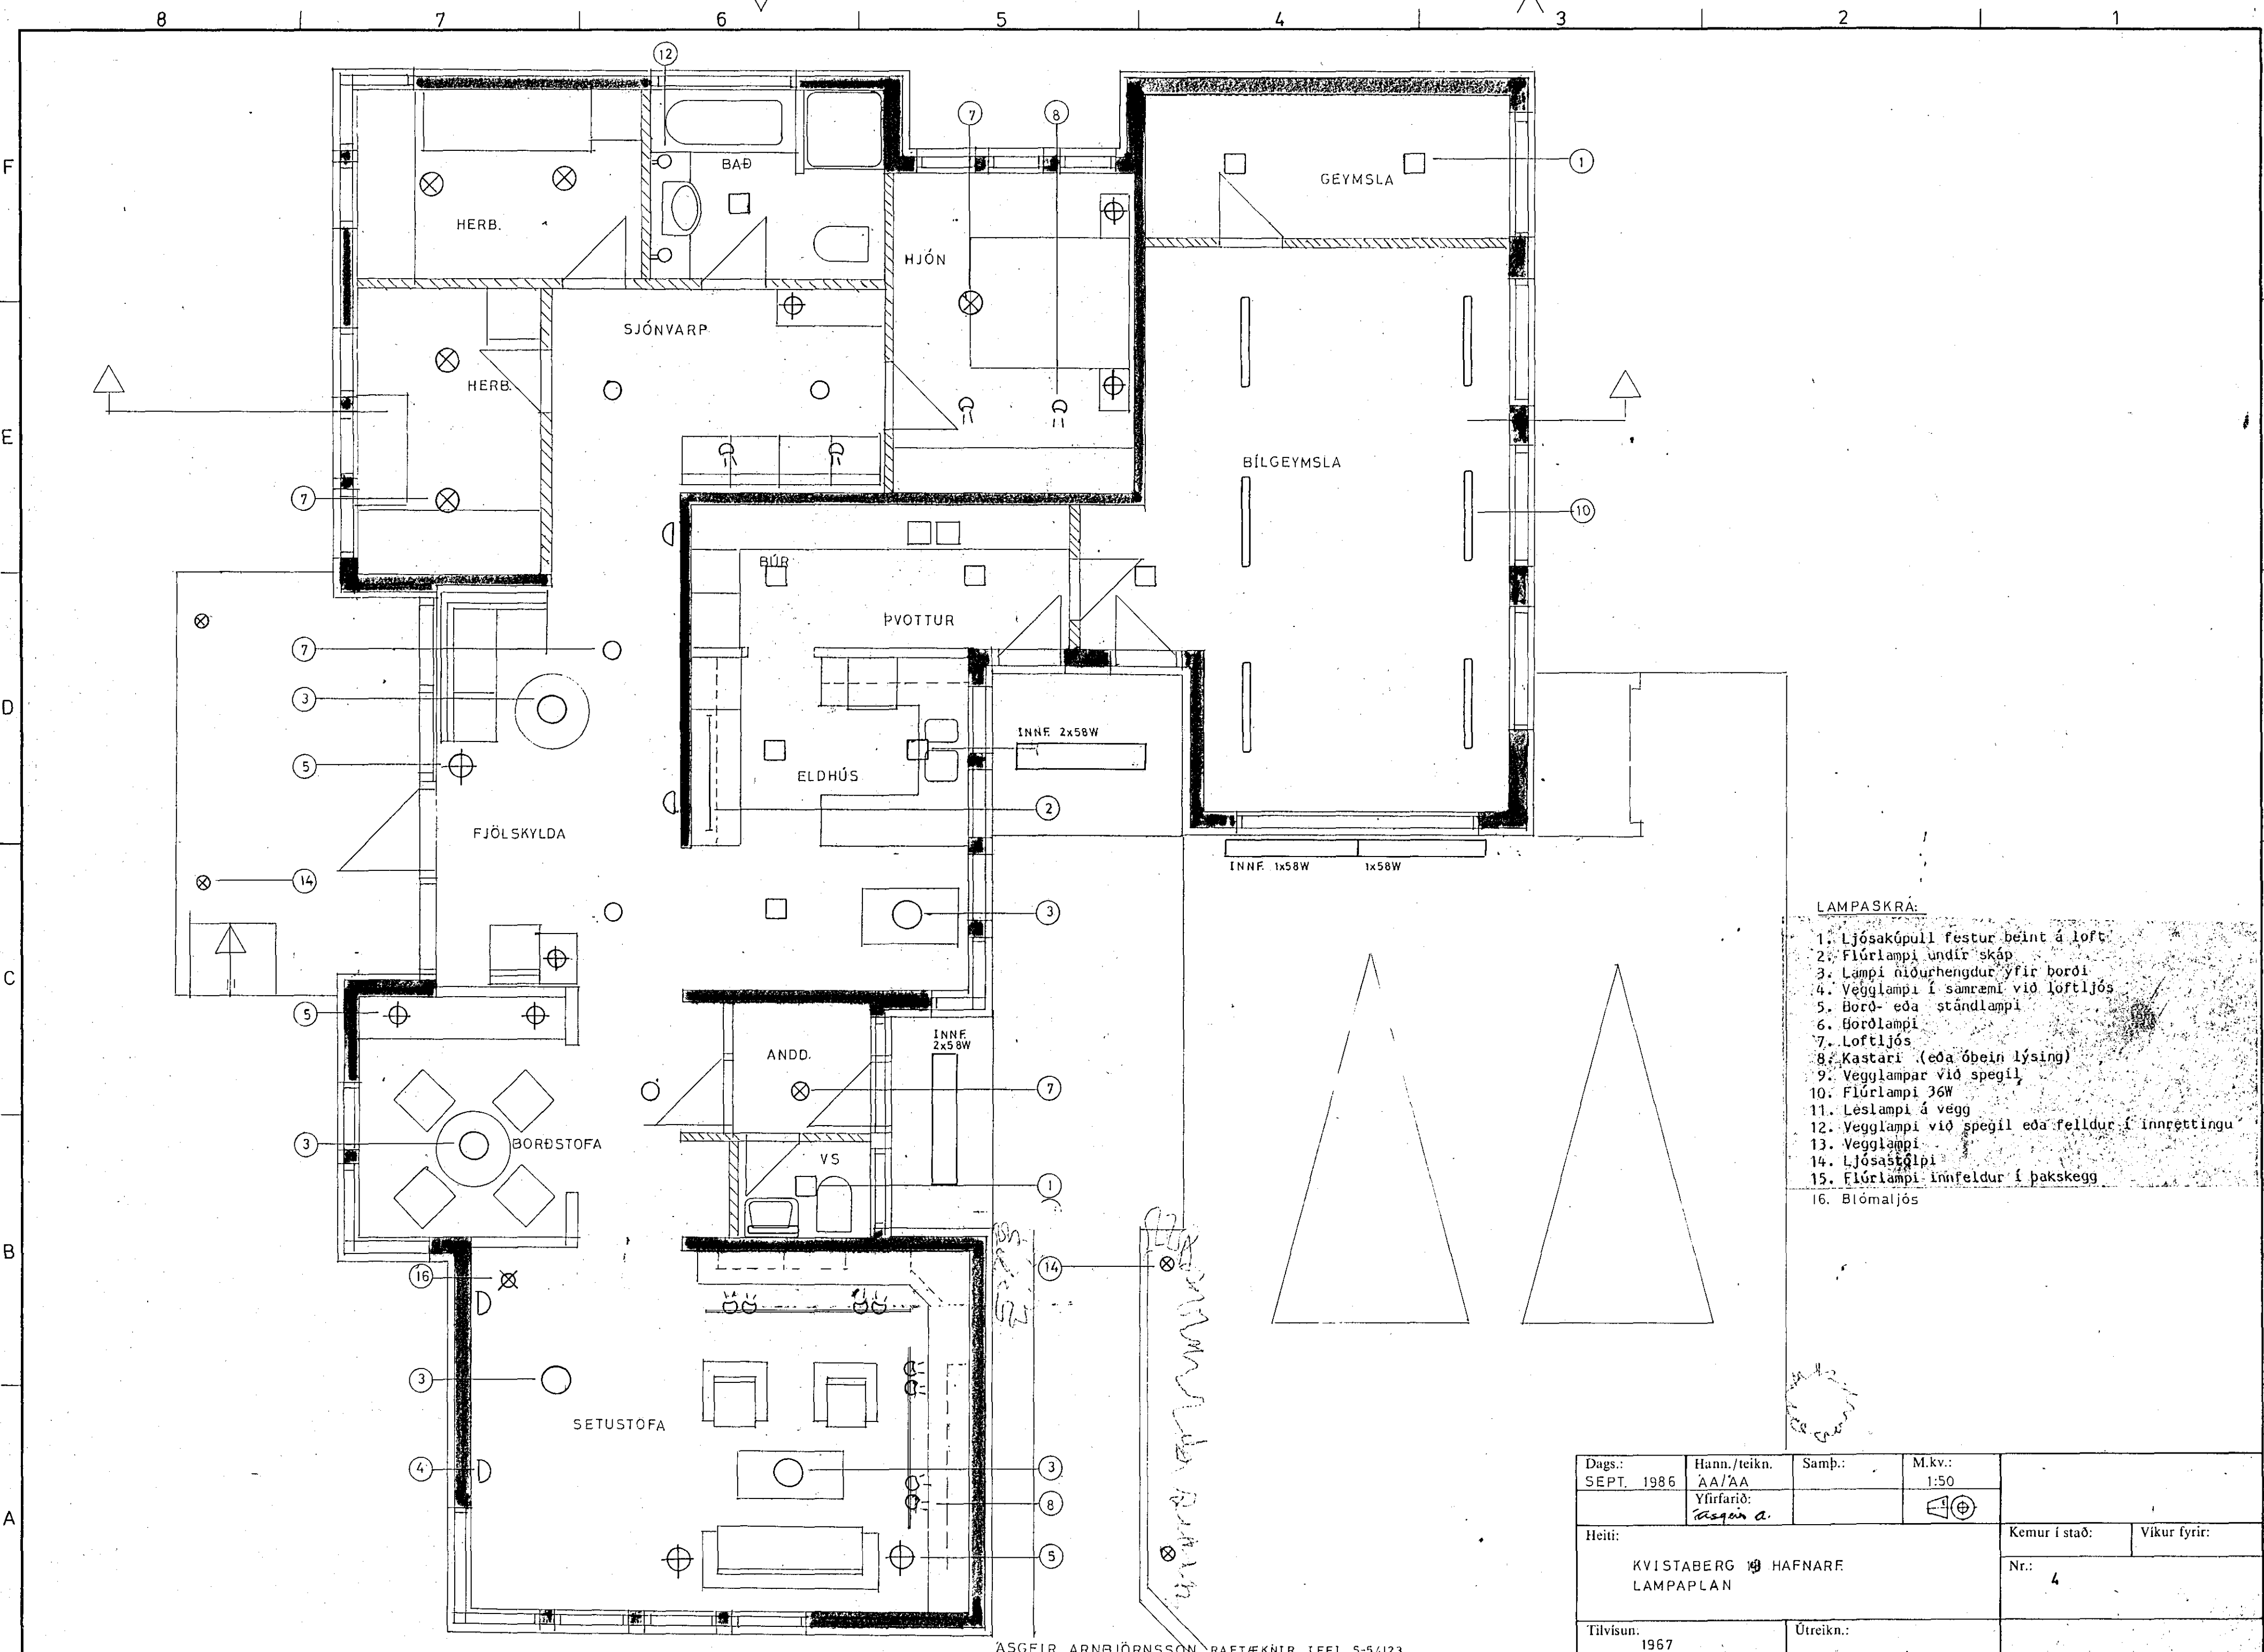 8 7 6 5 4 3 2 1
12
7 8
F
BAÐ
1
GEYMSLA
HERB.
HJÓN
SJÓNVARP
HERB.
E
BÍLGEYMSLA
7
10
BÚR
ÞVOTTUR
7
3
D
INNF. 2x58W
5
ELDHÚS
2
FJÖLSKYLDA
INNF. 1x58W 1x58W
14
3
LAMPASKRÁ:
1. Ljósakúpull festur beint á loft
2. Flúrlampi undir skáp
3. Lampi niðurhengdur yfir borði
4. Vegglampi í samræmi við loftljós
5. Borð- eða standlampi
6. Borðlampi
7. Loftljós
8. Kastari (eða óbein lýsing)
9. Vegglampar við spegil
10. Flúrlampi 36W
11. Leslampi á vegg
12. Vegglampi við spegil eða felldur í innréttingu
13. Vegglampi
14. Ljósastólpi
15. Flúrlampi innfeldur í þakskegg
16. Blómaljós
C
5
INNF.
2x58W
ANDD.
7
3
BORÐSTOFA
VS
1
B
16
14
3
SETUSTOFA
4
3
8
A
5
Dags.: Hann./teikn. Samþ.: M.kv.:
SEPT. 1986 ÁA/ÁA 1:50
Yfirfarið:
Ásgeir Á.
Heiti: Kemur í stað: Víkur fyrir:
KVISTABERG HAFNARF.
LAMPAPLAN
Nr.:
4
Tilvísun: Útreikn.:
1967
ÁSGEIR ARNBJÖRNSSON RAFTÆKNIR